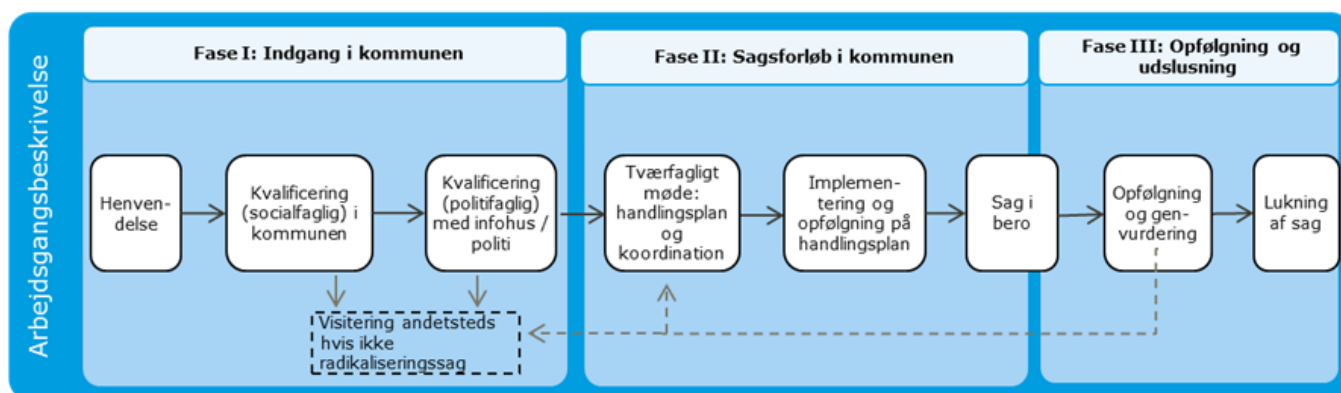 Arbejdsgangsbeskrivelse
Fase I: Indgang i kommunen
Fase II: Sagsforløb i kommunen
Fase III: Opfølgning og
udslusning
Henven-
delse
Kvalificering
(socialfaglig) i
kommunen
Kvalificering
(politifaglig)
med infohus /
politi
Tværfagligt
møde:
handlingsplan
og
koordination
Implemen-
tering og
opfølgning på
handlingsplan
Sag i
bero
Opfølgning
og gen-
vurdering
Lukning
af sag
Visitering andetsteds
hvis ikke
radikaliseringssag